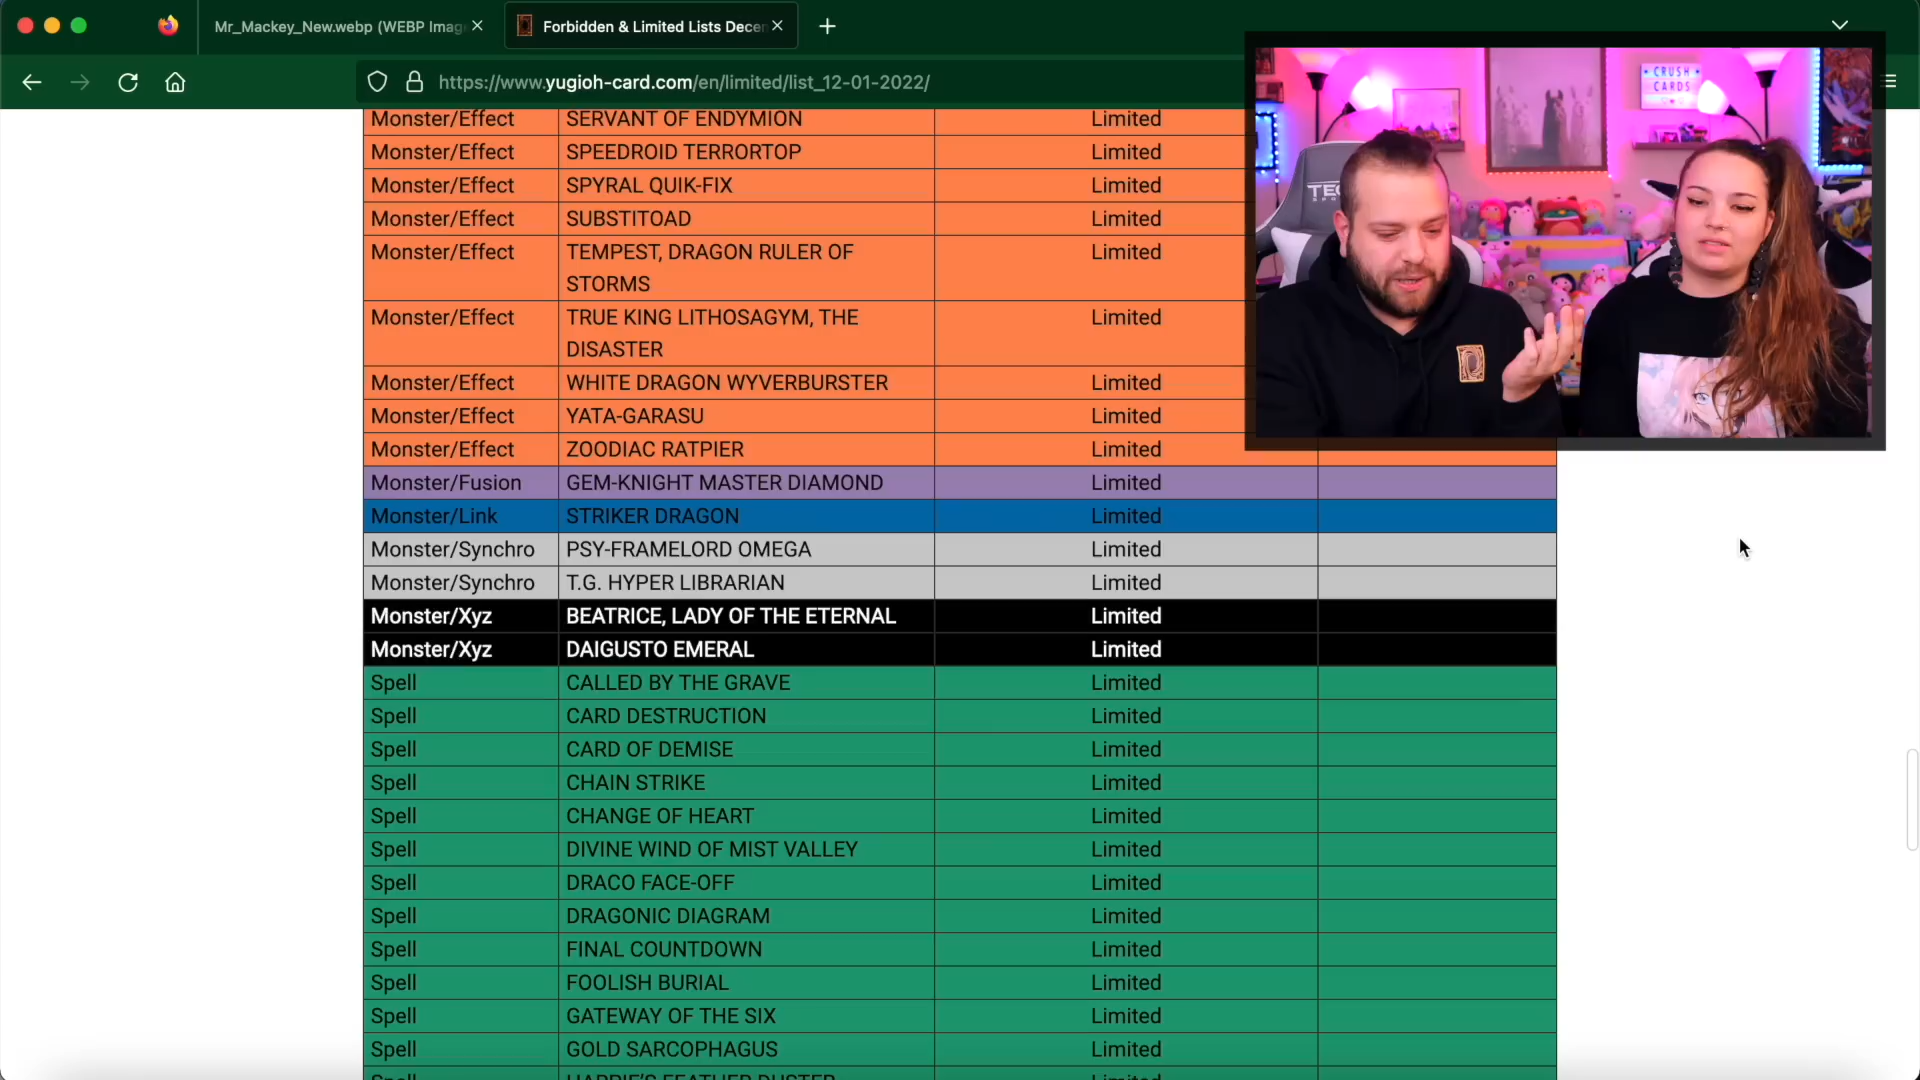 Mr_Mackey_New.webp (WEBP Imag
Forbidden & Limited Lists Decem
https://www.yugioh-card.com/en/limited/list_12-01-2022/
CRUSH
CARDS
Monster/Effect SERVANT OF ENDYMION Limited
Monster/Effect SPEEDROID TERRORTOP Limited
Monster/Effect SPYRAL QUIK-FIX Limited
Monster/Effect SUBSTITOAD Limited
Monster/Effect TEMPEST, DRAGON RULER OF Limited
STORMS
Monster/Effect TRUE KING LITHOSAGYM, THE Limited
DISASTER
Monster/Effect WHITE DRAGON WYVERBURSTER Limited
Monster/Effect YATA-GARASU Limited
Monster/Effect ZOODIAC RATPIER Limited
Monster/Fusion GEM-KNIGHT MASTER DIAMOND Limited
Monster/Link STRIKER DRAGON Limited
Monster/Synchro PSY-FRAMELORD OMEGA Limited
Monster/Synchro T.G. HYPER LIBRARIAN Limited
Monster/Xyz BEATRICE, LADY OF THE ETERNAL Limited
Monster/Xyz DAIGUSTO EMERAL Limited
Spell CALLED BY THE GRAVE Limited
Spell CARD DESTRUCTION Limited
Spell CARD OF DEMISE Limited
Spell CHAIN STRIKE Limited
Spell CHANGE OF HEART Limited
Spell DIVINE WIND OF MIST VALLEY Limited
Spell DRACO FACE-OFF Limited
Spell DRAGONIC DIAGRAM Limited
Spell FINAL COUNTDOWN Limited
Spell FOOLISH BURIAL Limited
Spell GATEWAY OF THE SIX Limited
Spell GOLD SARCOPHAGUS Limited
Spell HARPIE'S FEATHER DUSTER Limited